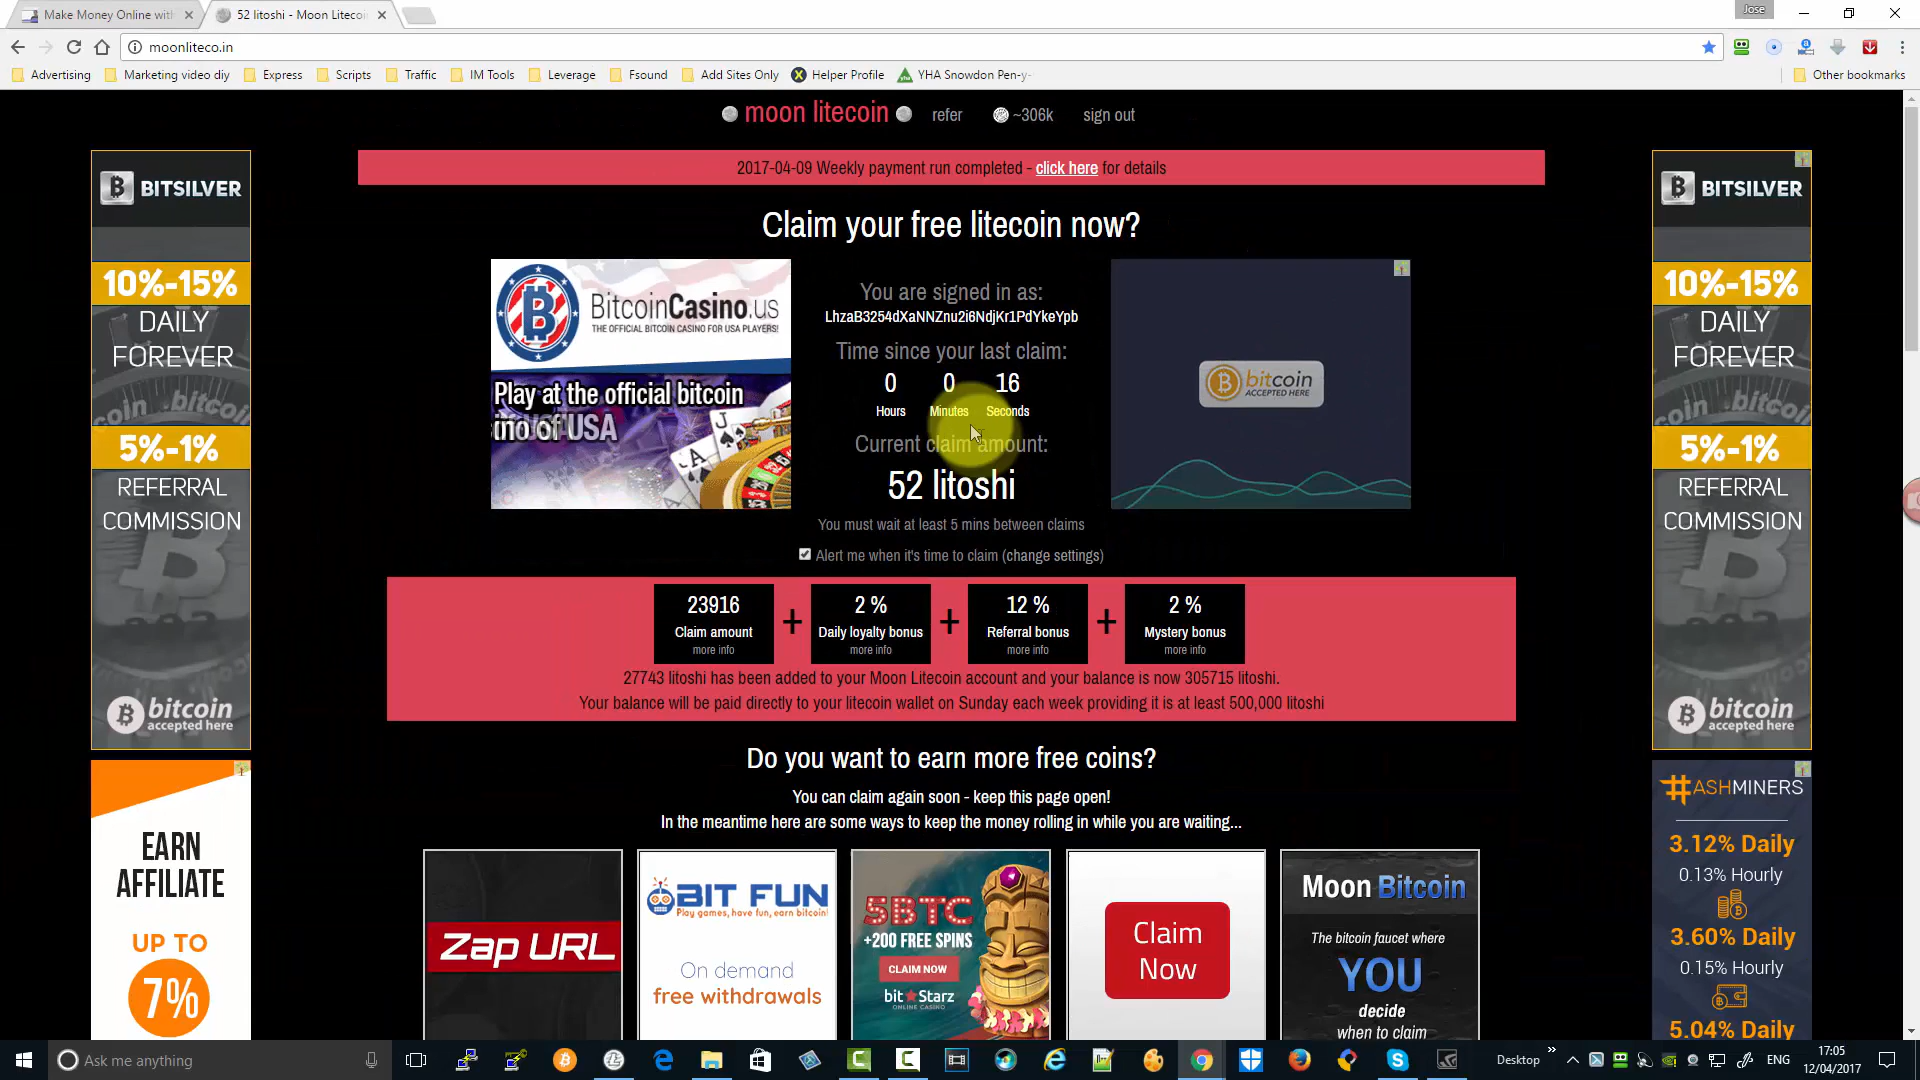 Make Money Online with
52 litoshi - Moon Litecoi
Jose
moonliteco.in
Advertising
Marketing video diy
Express
Scripts
Traffic
IM Tools
Leverage
Fsound
Add Sites Only
Helper Profile
YHA Snowdon Pen-y-
Other bookmarks
moon litecoin
refer
~306k
sign out
2017-04-09 Weekly payment run completed - click here for details
Claim your free litecoin now?
BITSILVER
10%-15%
DAILY
FOREVER
5%-1%
REFERRAL
COMMISSION
bitcoin
accepted here
BitcoinCasino.us
THE OFFICIAL BITCOIN CASINO FOR USA PLAYERS!
Play at the official bitcoin
ino of USA
You are signed in as:
LhzaB3254dXaNNZnu2i6NdjKr1PdYkeYpb
Time since your last claim:
0 0 16
Hours Minutes Seconds
Current claim amount:
52 litoshi
You must wait at least 5 mins between claims
Alert me when it's time to claim (change settings)
bitcoin
ACCEPTED HERE
BITSILVER
10%-15%
DAILY
FOREVER
5%-1%
REFERRAL
COMMISSION
bitcoin
accepted here
23916 + 2 % + 12 % + 2 %
Claim amount Daily loyalty bonus Referral bonus Mystery bonus
more info more info more info more info
27743 litoshi has been added to your Moon Litecoin account and your balance is now 305715 litoshi.
Your balance will be paid directly to your litecoin wallet on Sunday each week providing it is at least 500,000 litoshi
Do you want to earn more free coins?
You can claim again soon - keep this page open!
In the meantime here are some ways to keep the money rolling in while you are waiting...
EARN
AFFILIATE
UP TO
7%
Zap URL
BIT FUN
Play games, have fun, earn bitcoin!
On demand
free withdrawals
5BTC
+200 FREE SPINS
CLAIM NOW
bitStarz
ONLINE CASINO
Claim
Now
Moon Bitcoin
The bitcoin faucet where
YOU
decide
when to claim
#ASHMINERS
3.12% Daily
0.13% Hourly
3.60% Daily
0.15% Hourly
5.04% Daily
Ask me anything
Desktop
ENG
17:05
12/04/2017